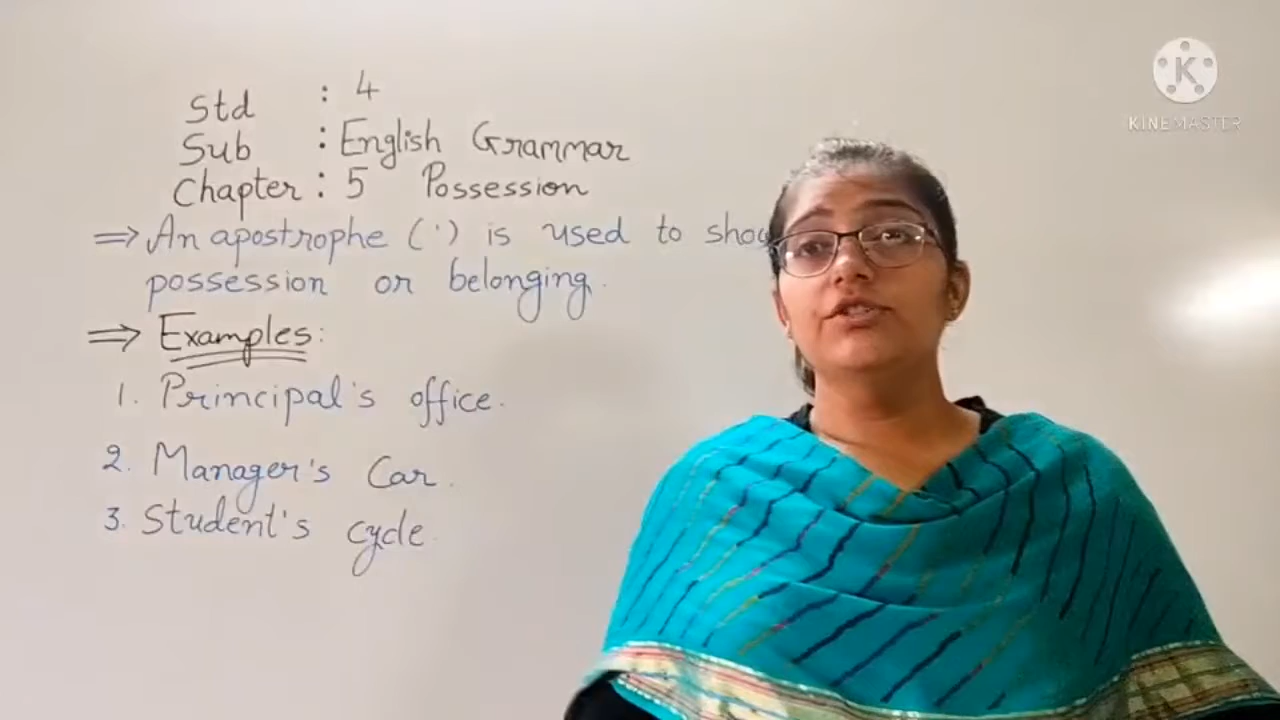 Std : 4
Sub : English Grammar
Chapter : 5 Possession
⇒ An apostrophe (') is used to
possession or belonging.
⇒ Examples:
1. Principal's office.
2. Manager's Car.
3. Student's cycle.
K
KINEMASTER